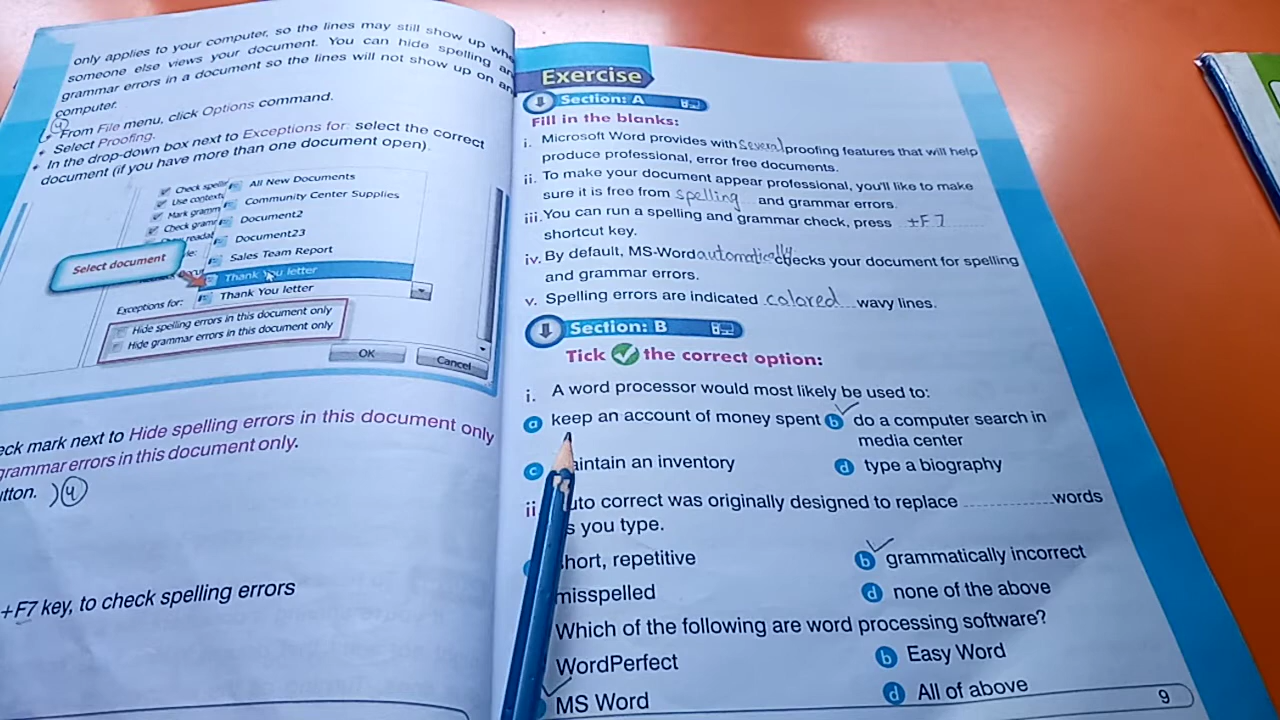 only applies to your computer, so the lines may still show up
someone else views your document. You can hide spelling
grammar errors in a document so the lines will not show up on
computer.
4
From File menu, click Options command.
Select Proofing.
In the drop-down box next to Exceptions for: select the correct
document (if you have more than one document open).
Check
Use
Mark
Check
All New Documents
Community Center Supplies
Document2
Document23
Sales Team Report
Thank You letter
Thank You letter
Select document
Exceptions for:
Hide spelling errors in this document only
Hide grammar errors in this document only
OK
Cancel
mark next to Hide spelling errors in this document only
grammar errors in this document only.
)4
+F7 key, to check spelling errors
Exercise
Section: A
Fill in the blanks:
i. Microsoft Word provides with Several proofing features that will help
produce professional, error free documents.
ii. To make your document appear professional, you'll like to make
sure it is free from spelling and grammar errors.
iii. You can run a spelling and grammar check, press +F7
shortcut key.
iv. By default, MS-Word automatically checks your document for spelling
and grammar errors.
v. Spelling errors are indicated colored wavy lines.
Section: B
Tick the correct option:
i. A word processor would most likely be used to:
a keep an account of money spent b do a computer search in
media center
c aintain an inventory d type a biography
ii uto correct was originally designed to replace ............... words
s you type.
hort, repetitive b grammatically incorrect
misspelled d none of the above
Which of the following are word processing software?
WordPerfect b Easy Word
MS Word d All of above
9